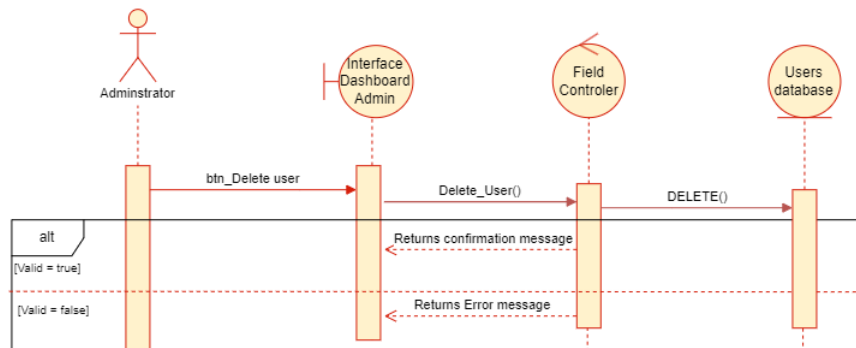 Adminstrator
Interface
Dashboard
Admin
Field
Controler
Users
database
btn_Delete user
Delete_User()
DELETE()
alt
Returns confirmation message
[Valid = true]
[Valid = false]
Returns Error message